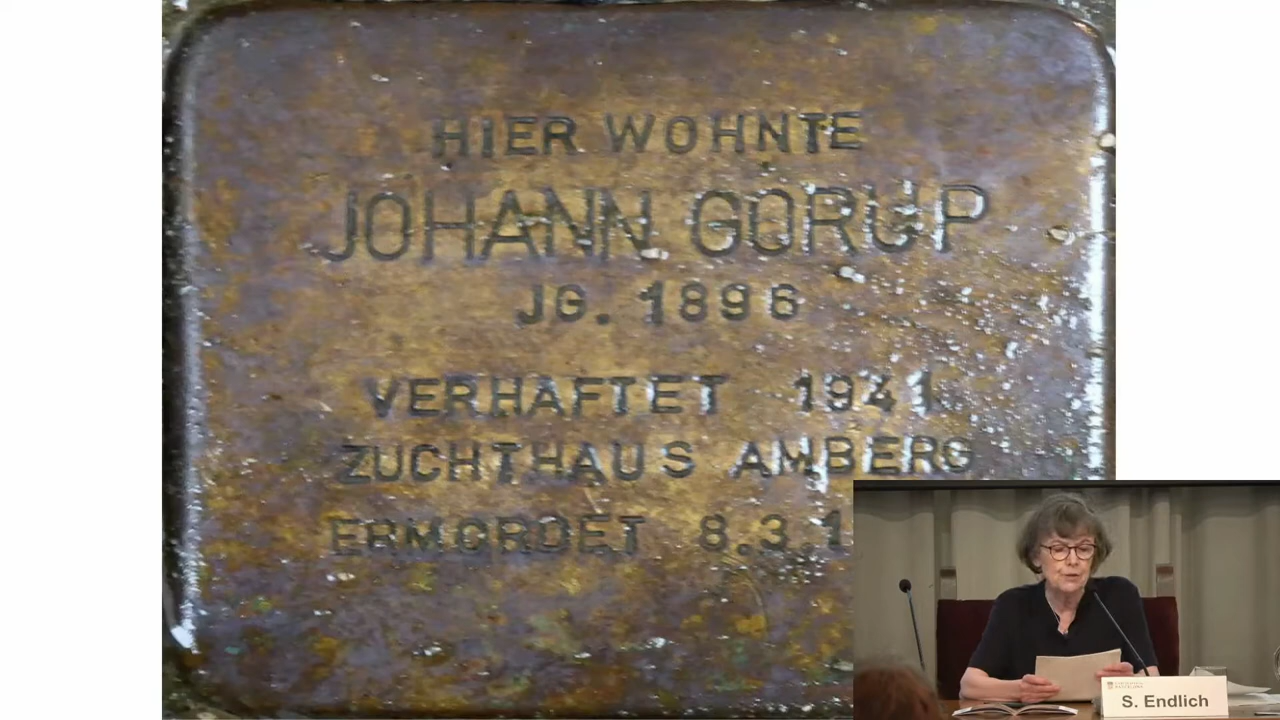 HIER WOHNTE
JOHANN GORUP
JG. 1896
VERHAFTET 1941
ZUCHTHAUS AMBERG
ERMORDET 8.3.1
S. Endlich